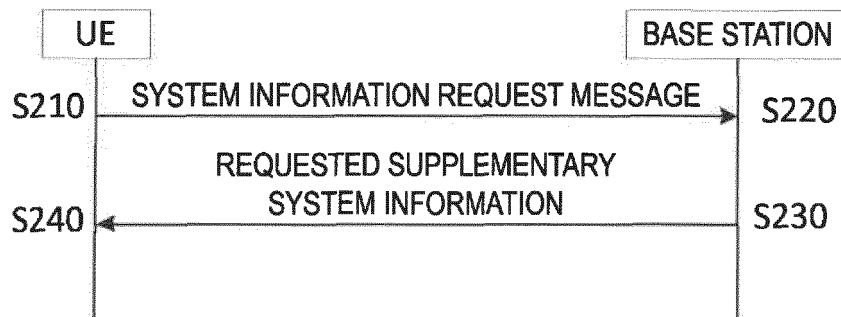 UE
BASE STATION
S210
SYSTEM INFORMATION REQUEST MESSAGE
S220
REQUESTED SUPPLEMENTARY
SYSTEM INFORMATION
S240
S230